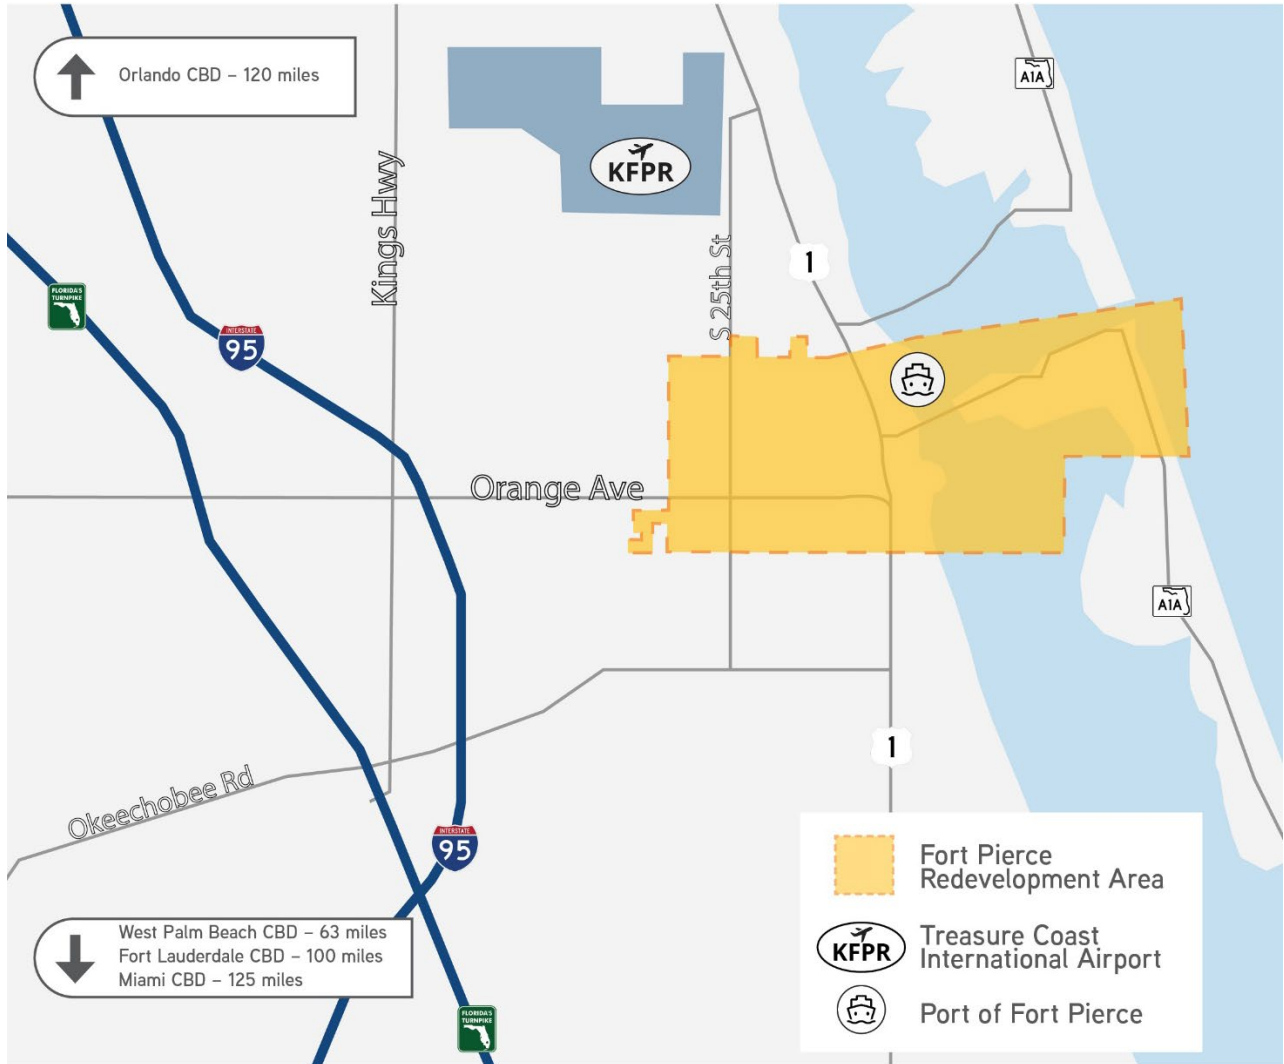 Orlando CBD – 120 miles
A1A
KFPR
Kings Hwy
S 25th St
1
FLORIDA'S
TURNPIKE
INTERSTATE
95
Orange Ave
A1A
1
Okeechobee Rd
INTERSTATE
95
West Palm Beach CBD – 63 miles
Fort Lauderdale CBD – 100 miles
Miami CBD – 125 miles
FLORIDA'S
TURNPIKE
Fort Pierce
Redevelopment Area
KFPR
Treasure Coast
International Airport
Port of Fort Pierce